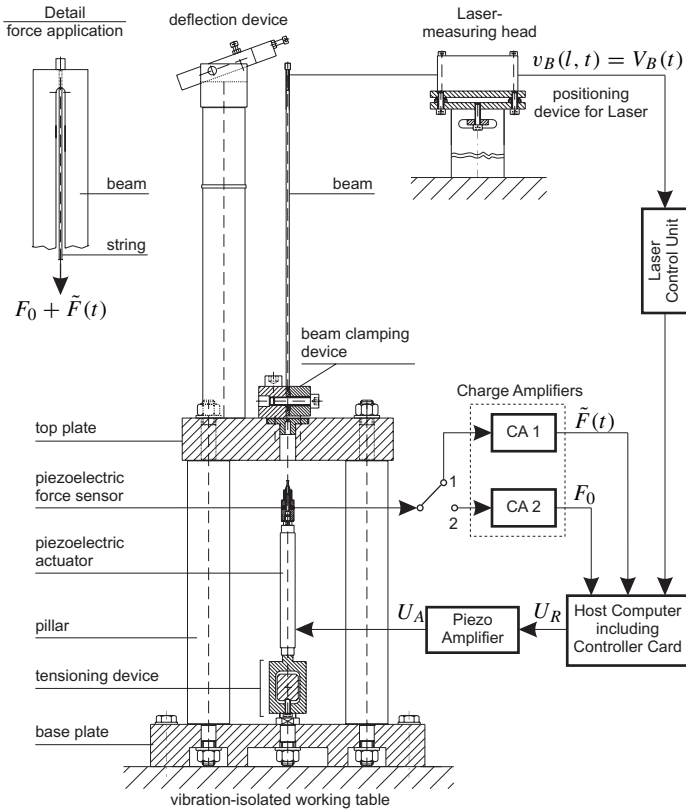 Detail
force application
deflection device
Laser-
measuring head
v_B(l, t) = V_B(t)
positioning
device for Laser
beam
string
F_0 + F̃(t)
beam
Laser
Control Unit
beam clamping
device
Charge Amplifiers
top plate
CA 1
F̃(t)
piezoelectric
force sensor
1
2
CA 2
F_0
piezoelectric
actuator
pillar
U_A
Piezo
Amplifier
U_R
Host Computer
including
Controller Card
tensioning device
base plate
vibration-isolated working table